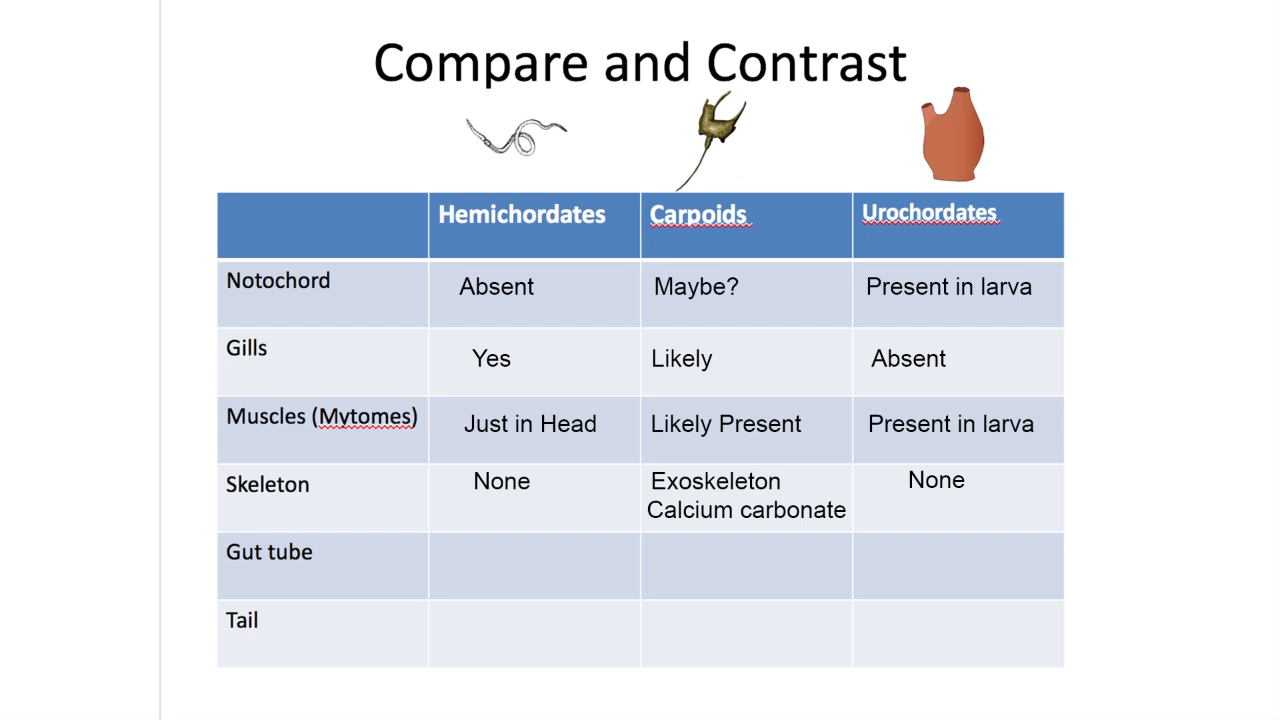 Compare and Contrast
Hemichordates Carpoids Urochordates
Notochord Absent Maybe? Present in larva
Gills Yes Likely Absent
Muscles (Mytomes) Just in Head Likely Present Present in larva
Skeleton None Exoskeleton None
Calcium carbonate
Gut tube
Tail